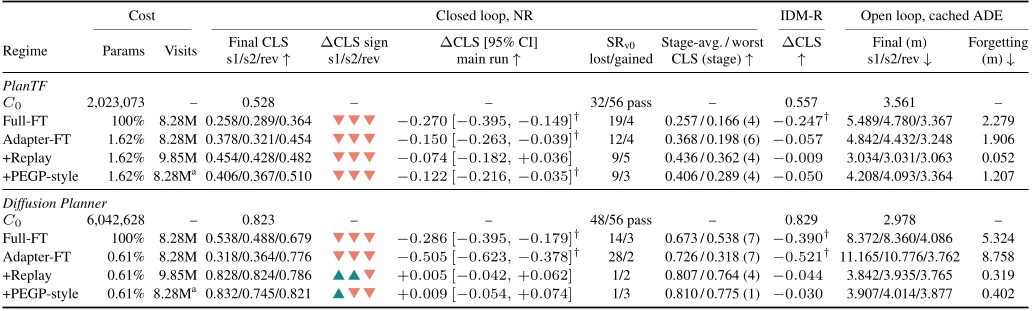 Cost Closed loop, NR IDM-R Open loop, cached ADE
Final CLS ΔCLS sign ΔCLS [95% CI] SRv0 Stage-avg. / worst ΔCLS Final (m) Forgetting
Regime Params Visits s1/s2/rev ↑ s1/s2/rev main run ↑ lost/gained CLS (stage) ↑ ↑ s1/s2/rev ↓ (m) ↓
PlanTF
C0 2,023,073 – 0.528 – – 32/56 pass – 0.557 3.561 –
Full-FT 100% 8.28M 0.258/0.289/0.364 ▼▼▼ −0.270 [−0.395, −0.149]† 19/4 0.257 / 0.166 (4) −0.247† 5.489/4.780/3.367 2.279
Adapter-FT 1.62% 8.28M 0.378/0.321/0.454 ▼▼▼ −0.150 [−0.263, −0.039]† 12/4 0.368 / 0.198 (6) −0.057 4.842/4.432/3.248 1.906
+Replay 1.62% 9.85M 0.454/0.428/0.482 ▼▼▼ −0.074 [−0.182, +0.036] 9/5 0.436 / 0.362 (4) −0.009 3.034/3.031/3.063 0.052
+PEGP-style 1.62% 8.28Mᵃ 0.406/0.367/0.510 ▼▼▼ −0.122 [−0.216, −0.035]† 9/3 0.406 / 0.289 (4) −0.050 4.208/4.093/3.364 1.207
Diffusion Planner
C0 6,042,628 – 0.823 – – 48/56 pass – 0.829 2.978 –
Full-FT 100% 8.28M 0.538/0.488/0.679 ▼▼▼ −0.286 [−0.395, −0.179]† 14/3 0.673 / 0.538 (7) −0.390† 8.372/8.360/4.086 5.324
Adapter-FT 0.61% 8.28M 0.318/0.364/0.776 ▼▼▼ −0.505 [−0.623, −0.378]† 28/2 0.726 / 0.318 (7) −0.521† 11.165/10.776/3.762 8.758
+Replay 0.61% 9.85M 0.828/0.824/0.786 ▲▲▼ +0.005 [−0.042, +0.062] 1/2 0.807 / 0.764 (4) −0.044 3.842/3.935/3.765 0.319
+PEGP-style 0.61% 8.28Mᵃ 0.832/0.745/0.821 ▲▼▼ +0.009 [−0.054, +0.074] 1/3 0.810 / 0.775 (1) −0.030 3.907/4.014/3.877 0.402